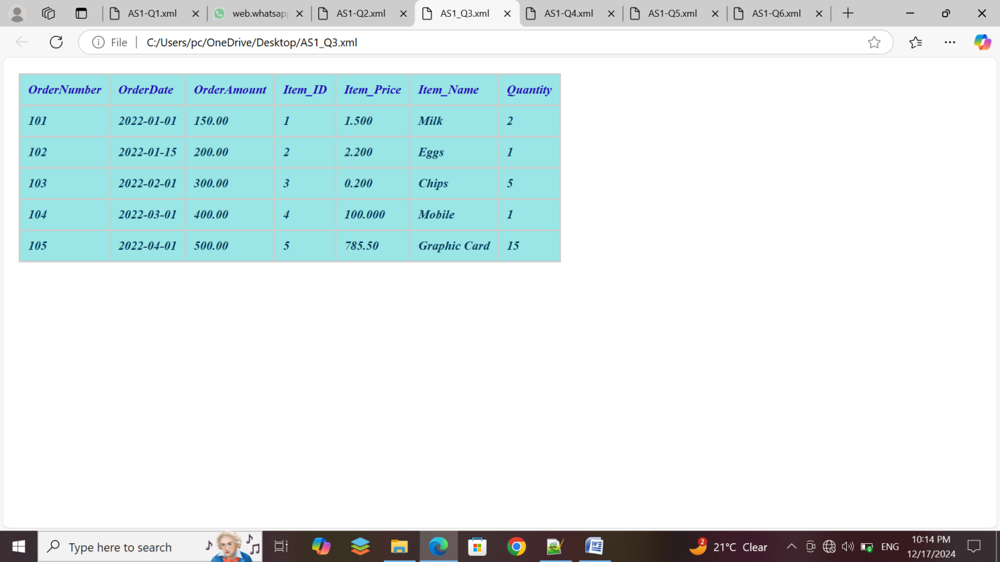 AS1-Q1.xml web.whatsap AS1-Q2.xml AS1_Q3.xml AS1-Q4.xml AS1-Q5.xml AS1-Q6.xml
File C:/Users/pc/OneDrive/Desktop/AS1_Q3.xml
OrderNumber OrderDate OrderAmount Item_ID Item_Price Item_Name Quantity
101 2022-01-01 150.00 1 1.500 Milk 2
102 2022-01-15 200.00 2 2.200 Eggs 1
103 2022-02-01 300.00 3 0.200 Chips 5
104 2022-03-01 400.00 4 100.000 Mobile 1
105 2022-04-01 500.00 5 785.50 Graphic Card 15
Type here to search 2 21°C Clear ENG 10:14 PM
12/17/2024